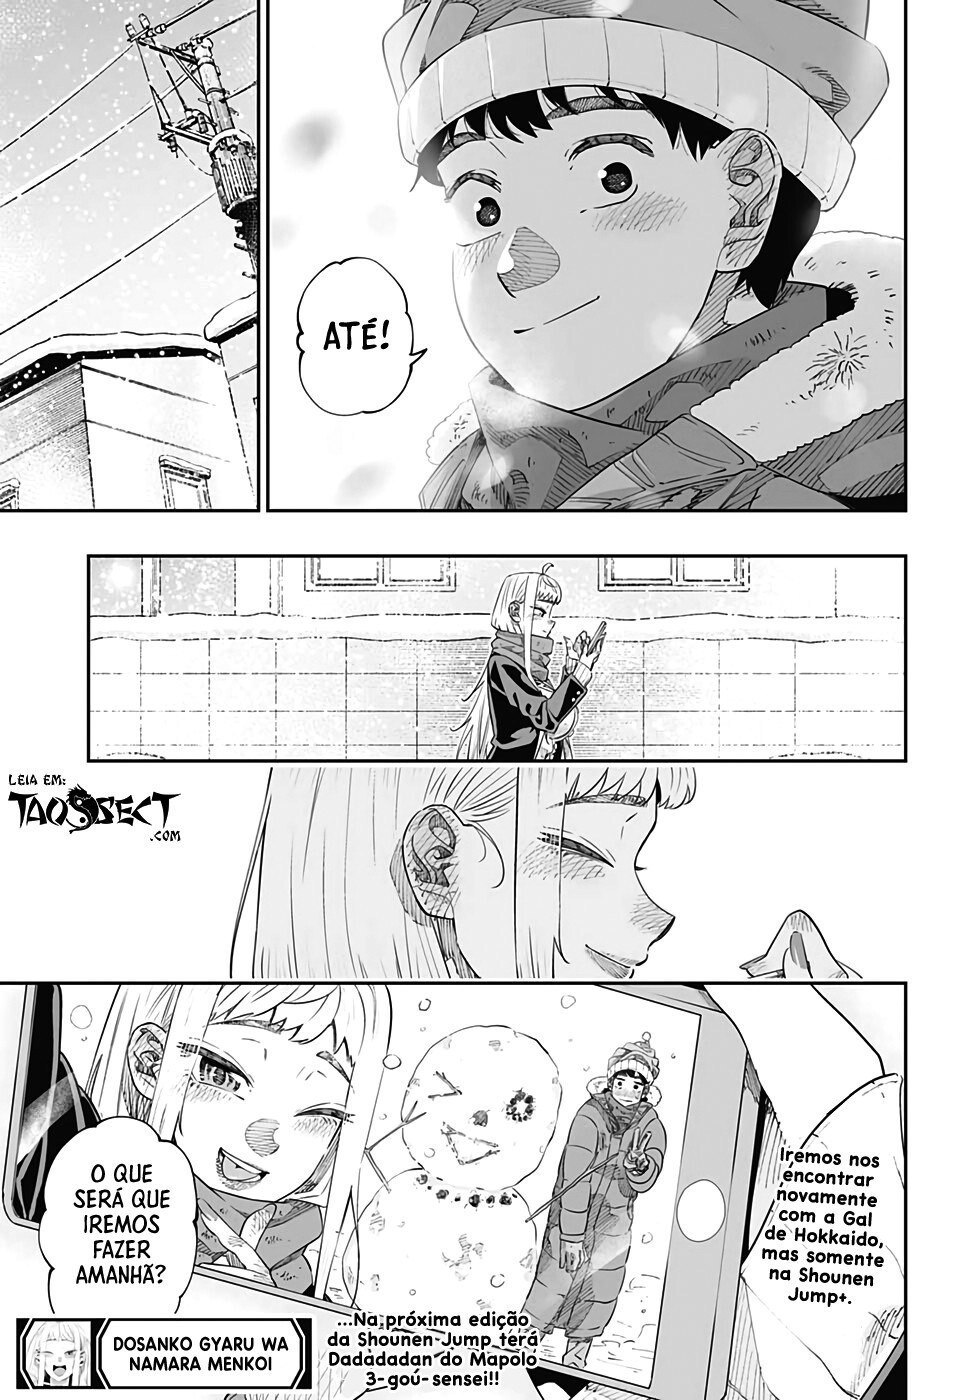 ATÉ!
LEIA EM:
TAOSSECT
.COM
O QUE
SERÁ QUE
IREMOS
FAZER
AMANHÃ?
Iremos nos
encontrar
novamente
com a Gal
de Hokkaido,
mas somente
na Shounen
Jump+.
...Na próxima edição
da Shounen Jump terá
Dadadadan do Mapolo
3-gou-sensei!!
DOSANKO GYARU WA
NAMARA MENKOI